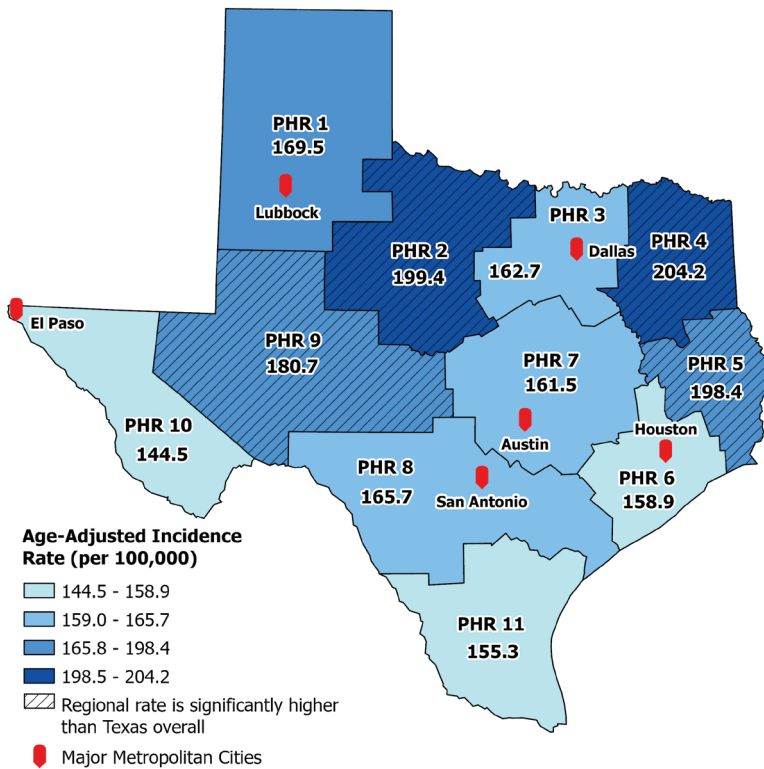 PHR 1
169.5
Lubbock
PHR 2
199.4
PHR 3
162.7
Dallas
PHR 4
204.2
El Paso
PHR 9
180.7
PHR 7
161.5
Austin
PHR 5
198.4
PHR 10
144.5
PHR 8
165.7
San Antonio
Houston
PHR 6
158.9
PHR 11
155.3
Age-Adjusted Incidence
Rate (per 100,000)
144.5 - 158.9
159.0 - 165.7
165.8 - 198.4
198.5 - 204.2
Regional rate is significantly higher
than Texas overall
Major Metropolitan Cities